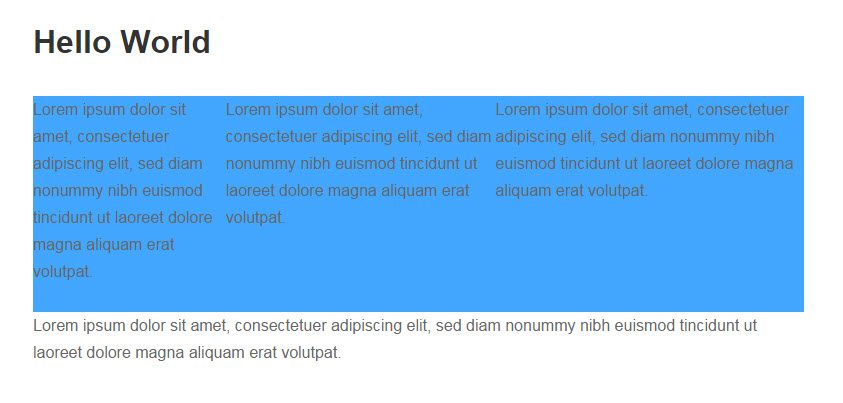 Hello World
Lorem ipsum dolor sit
amet, consectetuer
adipiscing elit, sed diam
nonummy nibh euismod
tincidunt ut laoreet dolore
magna aliquam erat
volutpat.
Lorem ipsum dolor sit amet,
consectetuer adipiscing elit, sed diam
nonummy nibh euismod tincidunt ut
laoreet dolore magna aliquam erat
volutpat.
Lorem ipsum dolor sit amet, consectetuer
adipiscing elit, sed diam nonummy nibh
euismod tincidunt ut laoreet dolore magna
aliquam erat volutpat.
Lorem ipsum dolor sit amet, consectetuer adipiscing elit, sed diam nonummy nibh euismod tincidunt ut
laoreet dolore magna aliquam erat volutpat.